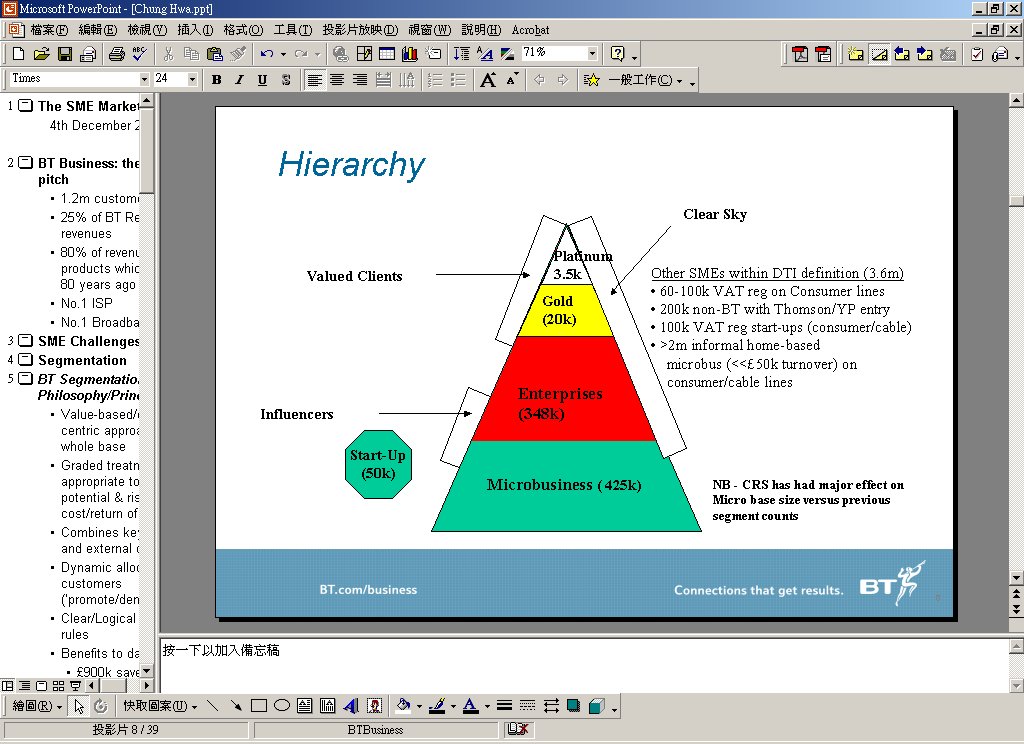 Microsoft PowerPoint - [Chung Hwa.ppt]
檔案(F) 編輯(E) 檢視(V) 插入(I) 格式(O) 工具(T) 投影片放映(D) 視窗(W) 說明(H) Acrobat
71%
Times 24 B I U S A A 一般工作(C)
1 The SME Market
4th December 2
2 BT Business: the
pitch
• 1.2m custome
• 25% of BT Re
revenues
• 80% of revenu
products whic
80 years ago
• No.1 ISP
• No.1 Broadba
3 SME Challenges
4 Segmentation
5 BT Segmentatio
Philosophy/Princ
• Value-based/c
centric approa
whole base
• Graded treatn
appropriate to
potential & ris
cost/return of
• Combines key
and external c
• Dynamic alloc
customers
('promote/den
• Clear/Logical
rules
• Benefits to da
• £900k save
Hierarchy
Clear Sky
Valued Clients
Platinum
3.5k
Gold
(20k)
Other SMEs within DTI definition (3.6m)
• 60-100k VAT reg on Consumer lines
• 200k non-BT with Thomson/YP entry
• 100k VAT reg start-ups (consumer/cable)
• >2m informal home-based
microbus (<<£50k turnover) on
consumer/cable lines
Enterprises
(348k)
Influencers
Start-Up
(50k)
Microbusiness (425k)
NB - CRS has had major effect on
Micro base size versus previous
segment counts
BT.com/business
Connections that get results.
BT
按一下以加入備忘稿
繪圖(R) 快取圖案(U)
投影片 8 / 39
BTBusiness